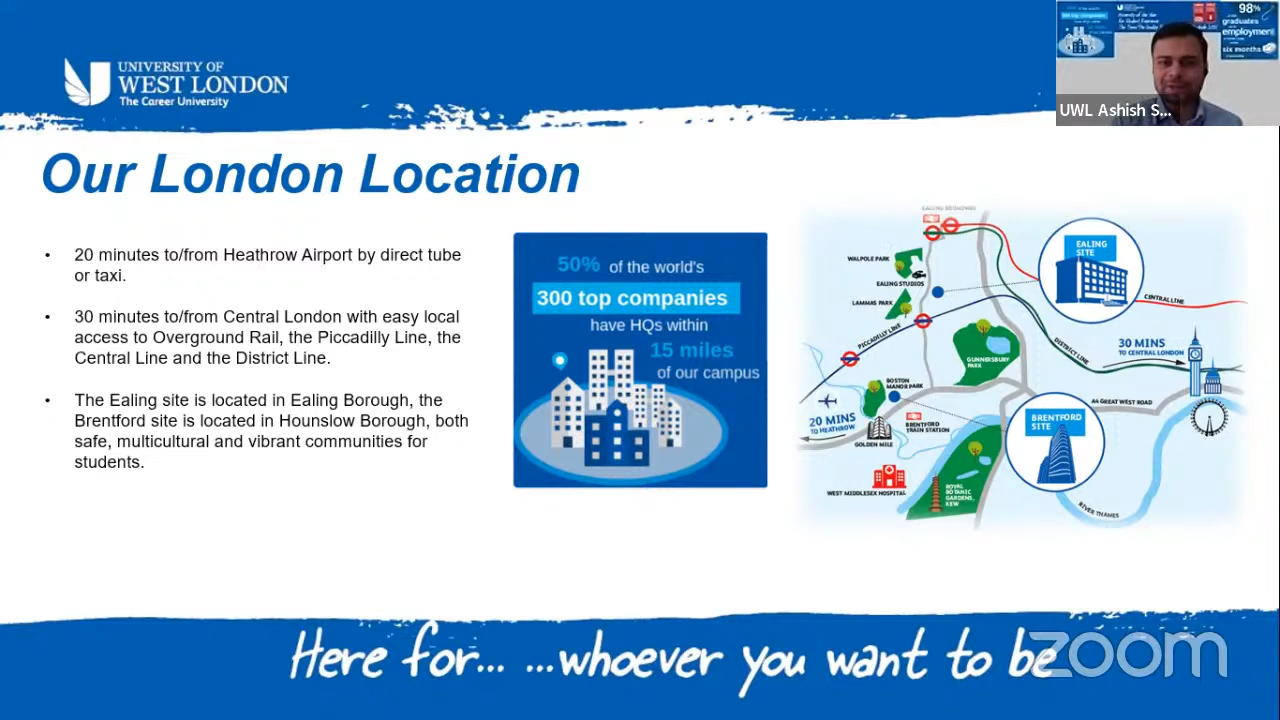 UNIVERSITY OF
WEST LONDON
The Career University
300 top companies
98%
graduates
employment
six months
UWL Ashish S...
Our London Location
• 20 minutes to/from Heathrow Airport by direct tube
or taxi.
• 30 minutes to/from Central London with easy local
access to Overground Rail, the Piccadilly Line, the
Central Line and the District Line.
• The Ealing site is located in Ealing Borough, the
Brentford site is located in Hounslow Borough, both
safe, multicultural and vibrant communities for
students.
50% of the world's
300 top companies
have HQs within
15 miles
of our campus
EALING BROADWAY
WALPOLE PARK
EALING STUDIOS
LAMMAS PARK
PICCADILLY LINE
EALING
SITE
CENTRAL LINE
DISTRICT LINE
30 MINS
TO CENTRAL LONDON
GUNNERSBURY
PARK
BOSTON
MANOR PARK
20 MINS
TO HEATHROW
GOLDEN MILE
BRENTFORD
TRAIN STATION
A4 GREAT WEST ROAD
BRENTFORD
SITE
WEST MIDDLESEX HOSPITAL
ROYAL
BOTANIC
GARDENS,
KEW
RIVER THAMES
Here for... ...whoever you want to be
zoom